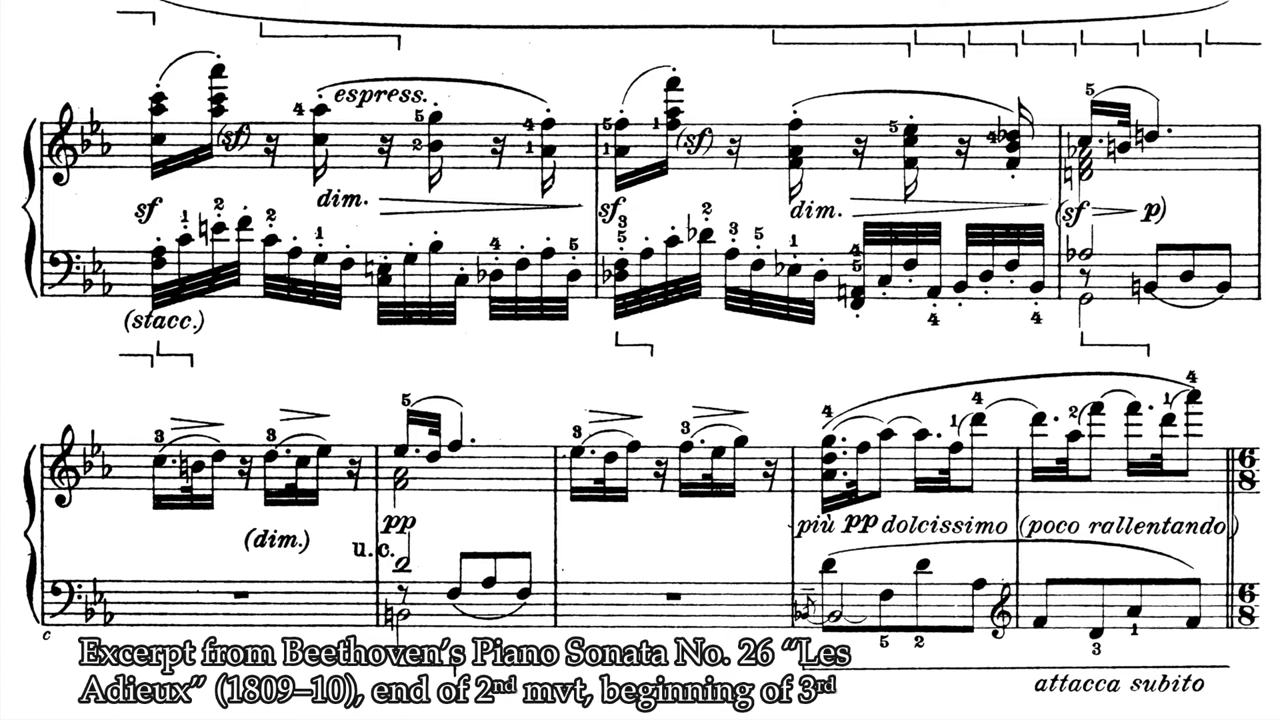 espress.
(sf) (sf)
sf dim. sf dim. (sf p)
(stacc.)
(dim.) pp più pp dolcissimo (poco rallentando)
u.c.
c
Excerpt from Beethoven’s Piano Sonata No. 26 “Les
Adieux” (1809–10), end of 2nd mvt, beginning of 3rd
attacca subito